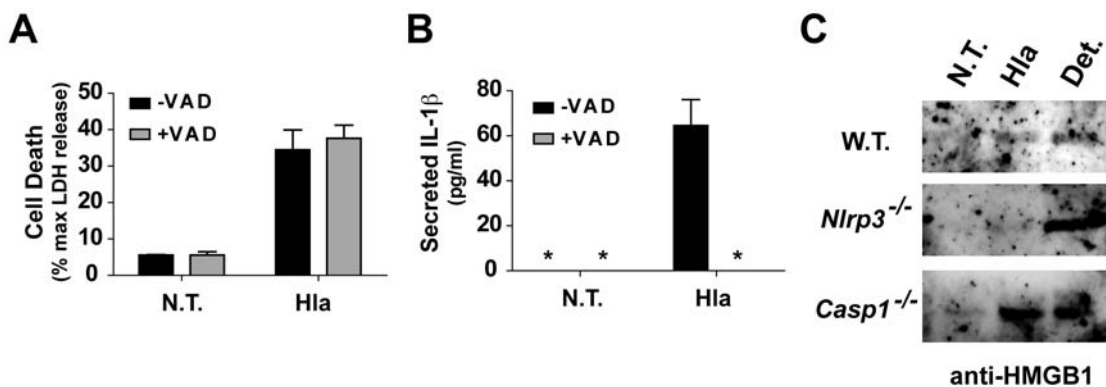 A
Cell Death
(% max LDH release)
50
40
30
20
10
0
-VAD
+VAD
N.T.
Hla
B
Secreted IL-1β
(pg/ml)
80
60
40
20
0
-VAD
+VAD
*
*
*
N.T.
Hla
C
N.T.
Hla
Det.
W.T.
Nlrp3-/-
Casp1-/-
anti-HMGB1